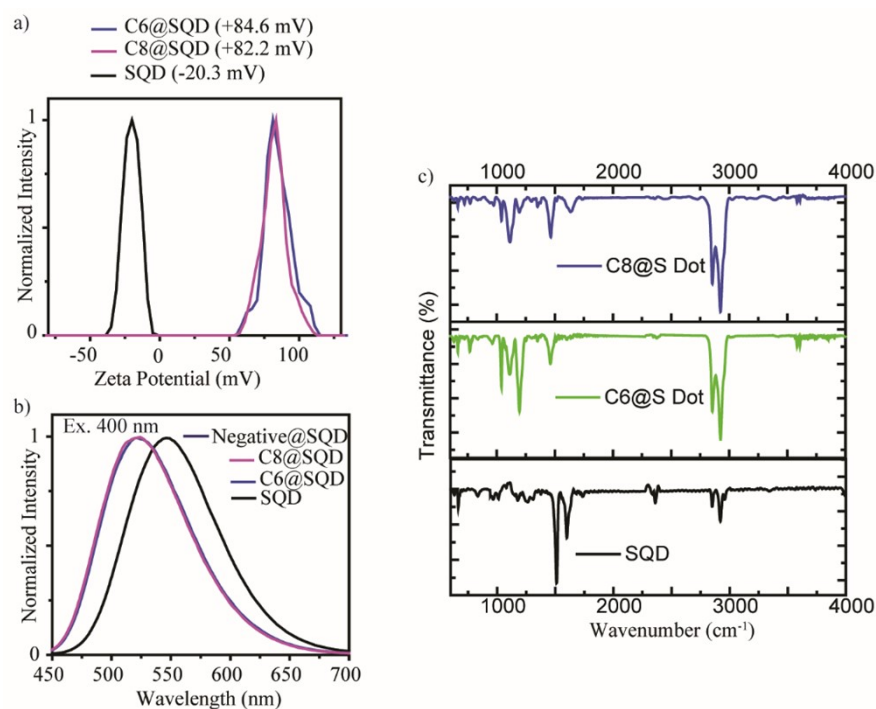 a)
C6@SQD (+84.6 mV)
C8@SQD (+82.2 mV)
SQD (-20.3 mV)
Normalized Intensity
1
0
-50 0 50 100
Zeta Potential (mV)
b)
Ex. 400 nm
Negative@SQD
C8@SQD
C6@SQD
SQD
Normalized Intensity
1
0
450 500 550 600 650 700
Wavelength (nm)
c)
1000 2000 3000 4000
C8@S Dot
C6@S Dot
SQD
Transmittance (%)
1000 2000 3000 4000
Wavenumber (cm⁻¹)